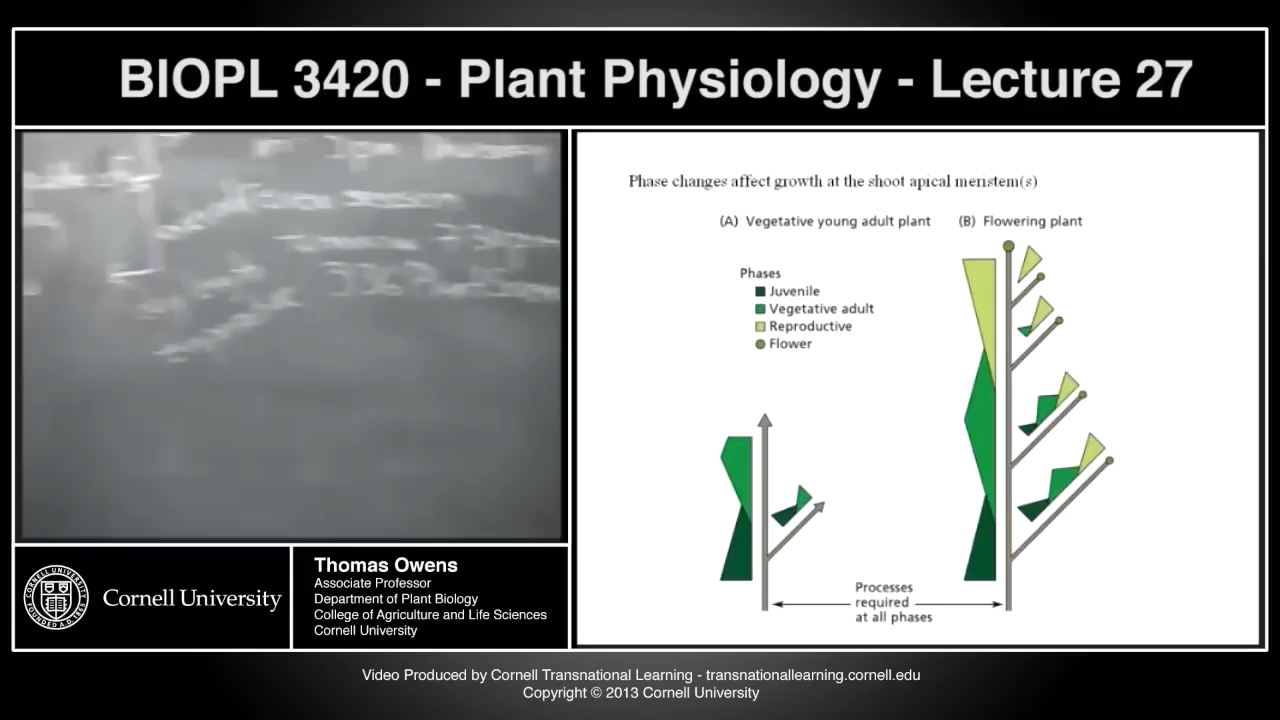 BIOPL 3420 - Plant Physiology - Lecture 27
Phase changes affect growth at the shoot apical meristem(s)
(A) Vegetative young adult plant
(B) Flowering plant
Phases
Juvenile
Vegetative adult
Reproductive
Flower
Processes
required
at all phases
Cornell University
Thomas Owens
Associate Professor
Department of Plant Biology
College of Agriculture and Life Sciences
Cornell University
Video Produced by Cornell Transnational Learning - transnationallearning.cornell.edu
Copyright © 2013 Cornell University